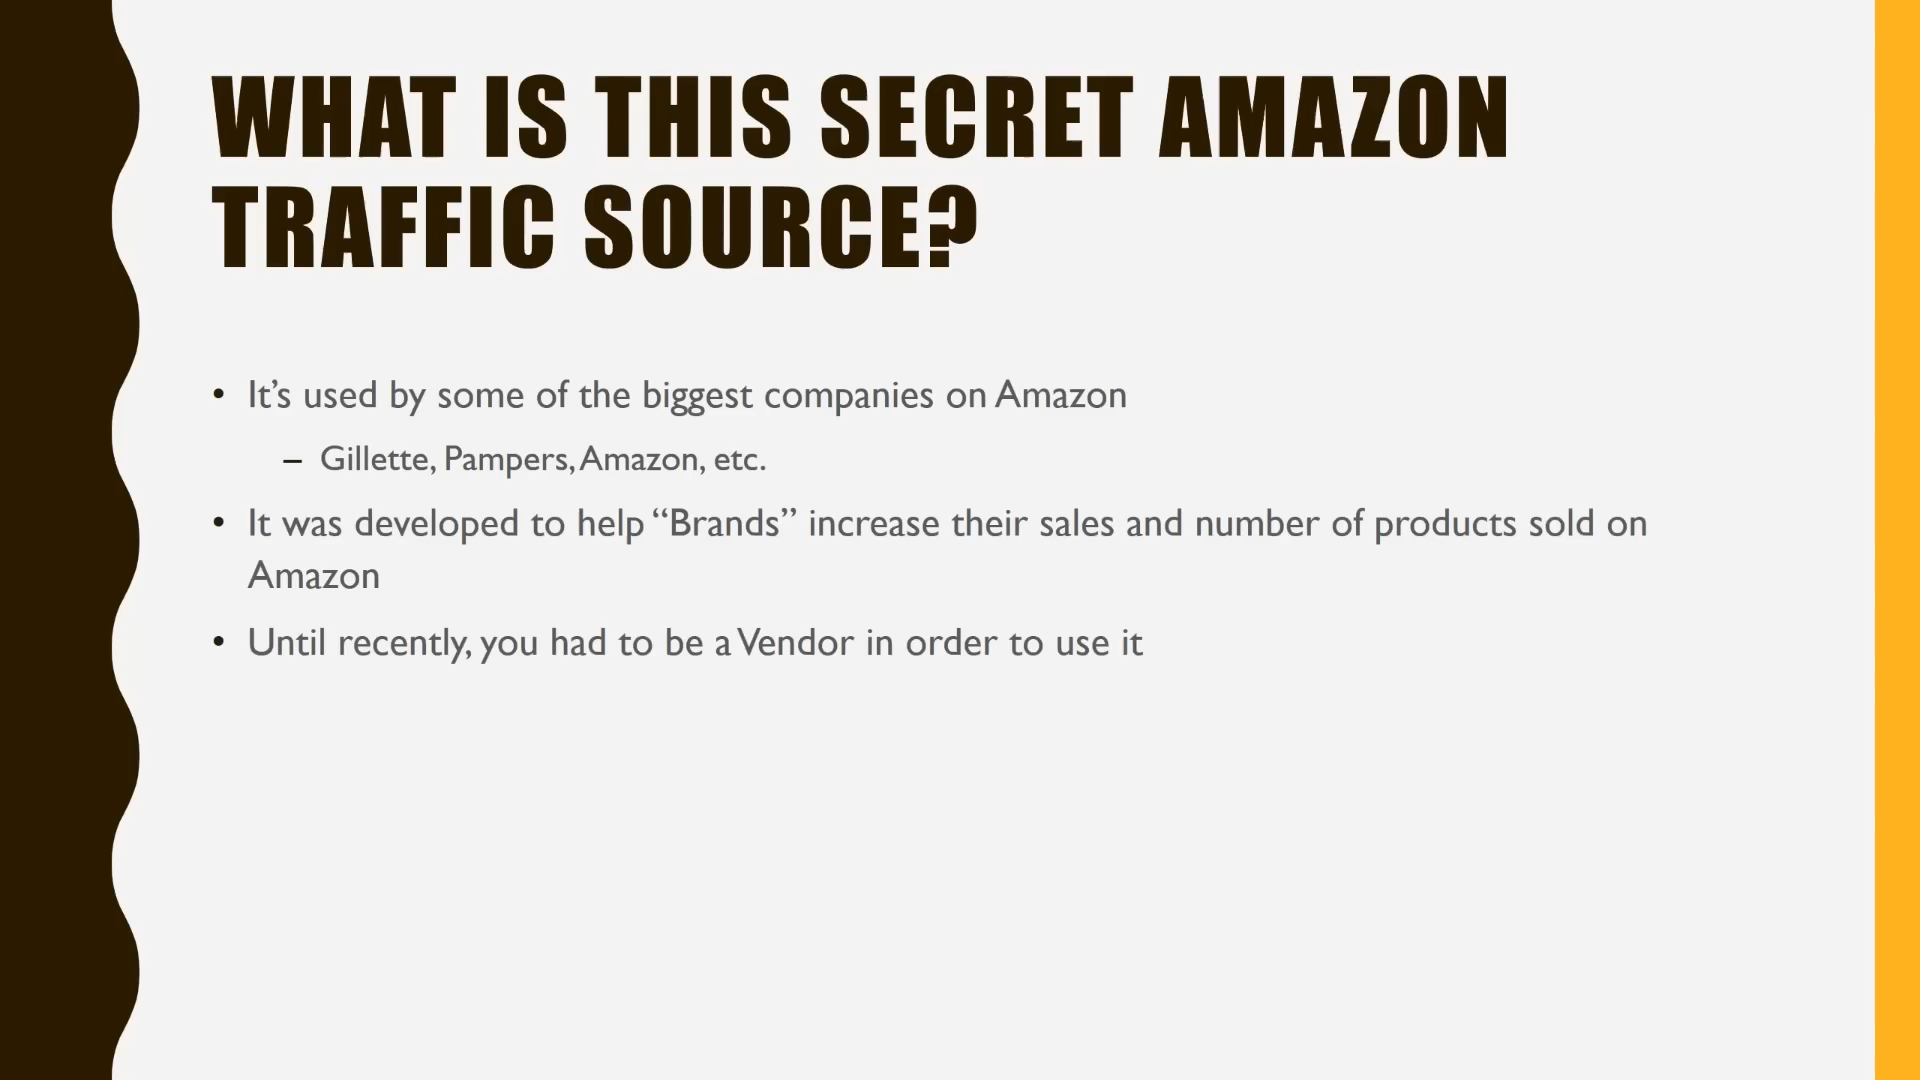 WHAT IS THIS SECRET AMAZON
TRAFFIC SOURCE?
• It’s used by some of the biggest companies on Amazon
– Gillette, Pampers, Amazon, etc.
• It was developed to help “Brands” increase their sales and number of products sold on
Amazon
• Until recently, you had to be a Vendor in order to use it